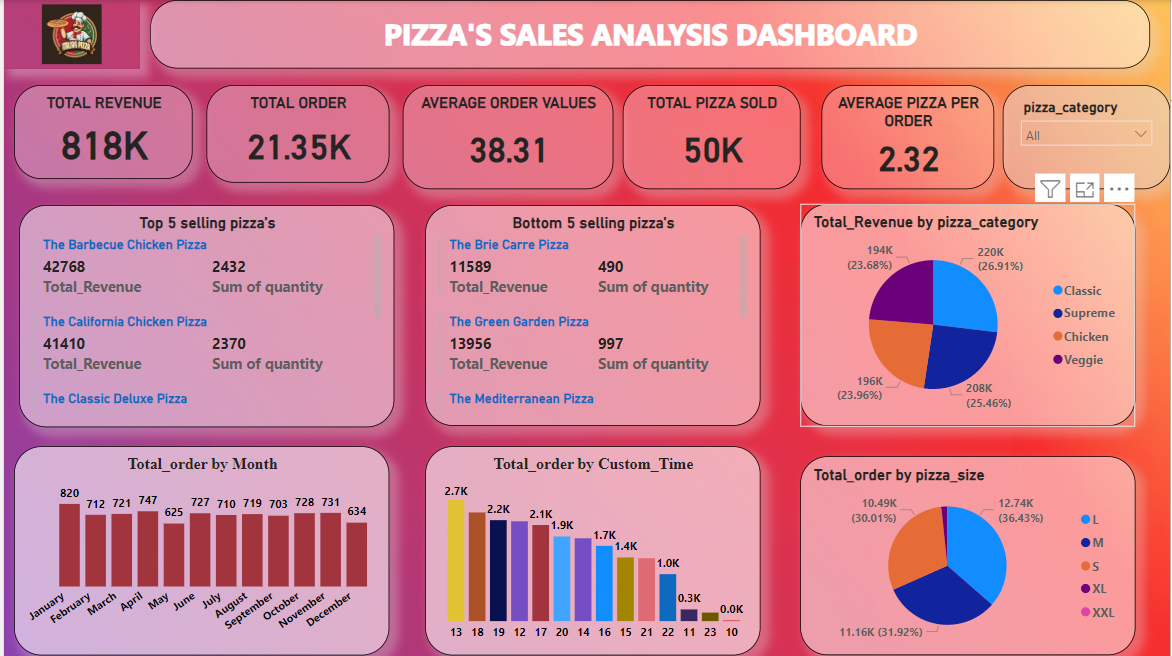 PIZZA'S SALES ANALYSIS DASHBOARD
TOTAL REVENUE
818K
TOTAL ORDER
21.35K
AVERAGE ORDER VALUES
38.31
TOTAL PIZZA SOLD
50K
AVERAGE PIZZA PER
ORDER
2.32
pizza_category
All
Top 5 selling pizza's
The Barbecue Chicken Pizza
42768 2432
Total_Revenue Sum of quantity
The California Chicken Pizza
41410 2370
Total_Revenue Sum of quantity
The Classic Deluxe Pizza
Bottom 5 selling pizza's
The Brie Carre Pizza
11589 490
Total_Revenue Sum of quantity
The Green Garden Pizza
13956 997
Total_Revenue Sum of quantity
The Mediterranean Pizza
Total_Revenue by pizza_category
194K
(23.68%)
220K
(26.91%)
196K
(23.96%)
208K
(25.46%)
Classic
Supreme
Chicken
Veggie
Total_order by Month
820 712 721 747 625 727 710 719 703 728 731 634
January February March April May June July August September October November December
Total_order by Custom_Time
2.7K 2.2K 2.1K 1.9K 1.7K 1.4K 1.0K 0.3K 0.0K
13 18 19 12 17 20 14 16 15 21 22 11 23 10
Total_order by pizza_size
10.49K
(30.01%)
12.74K
(36.43%)
11.16K (31.92%)
L
M
S
XL
XXL